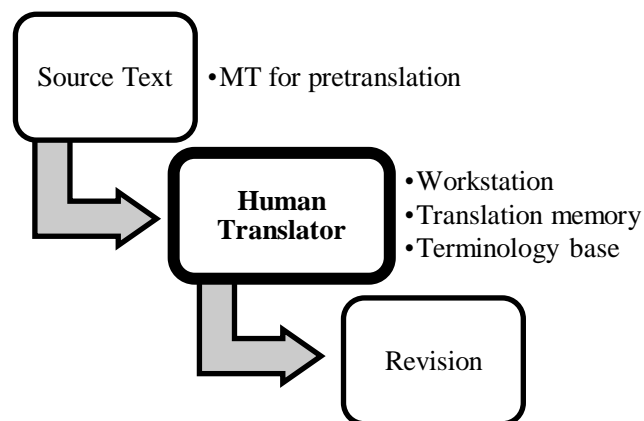 Source Text
•MT for pretranslation
Human
Translator
•Workstation
•Translation memory
•Terminology base
Revision